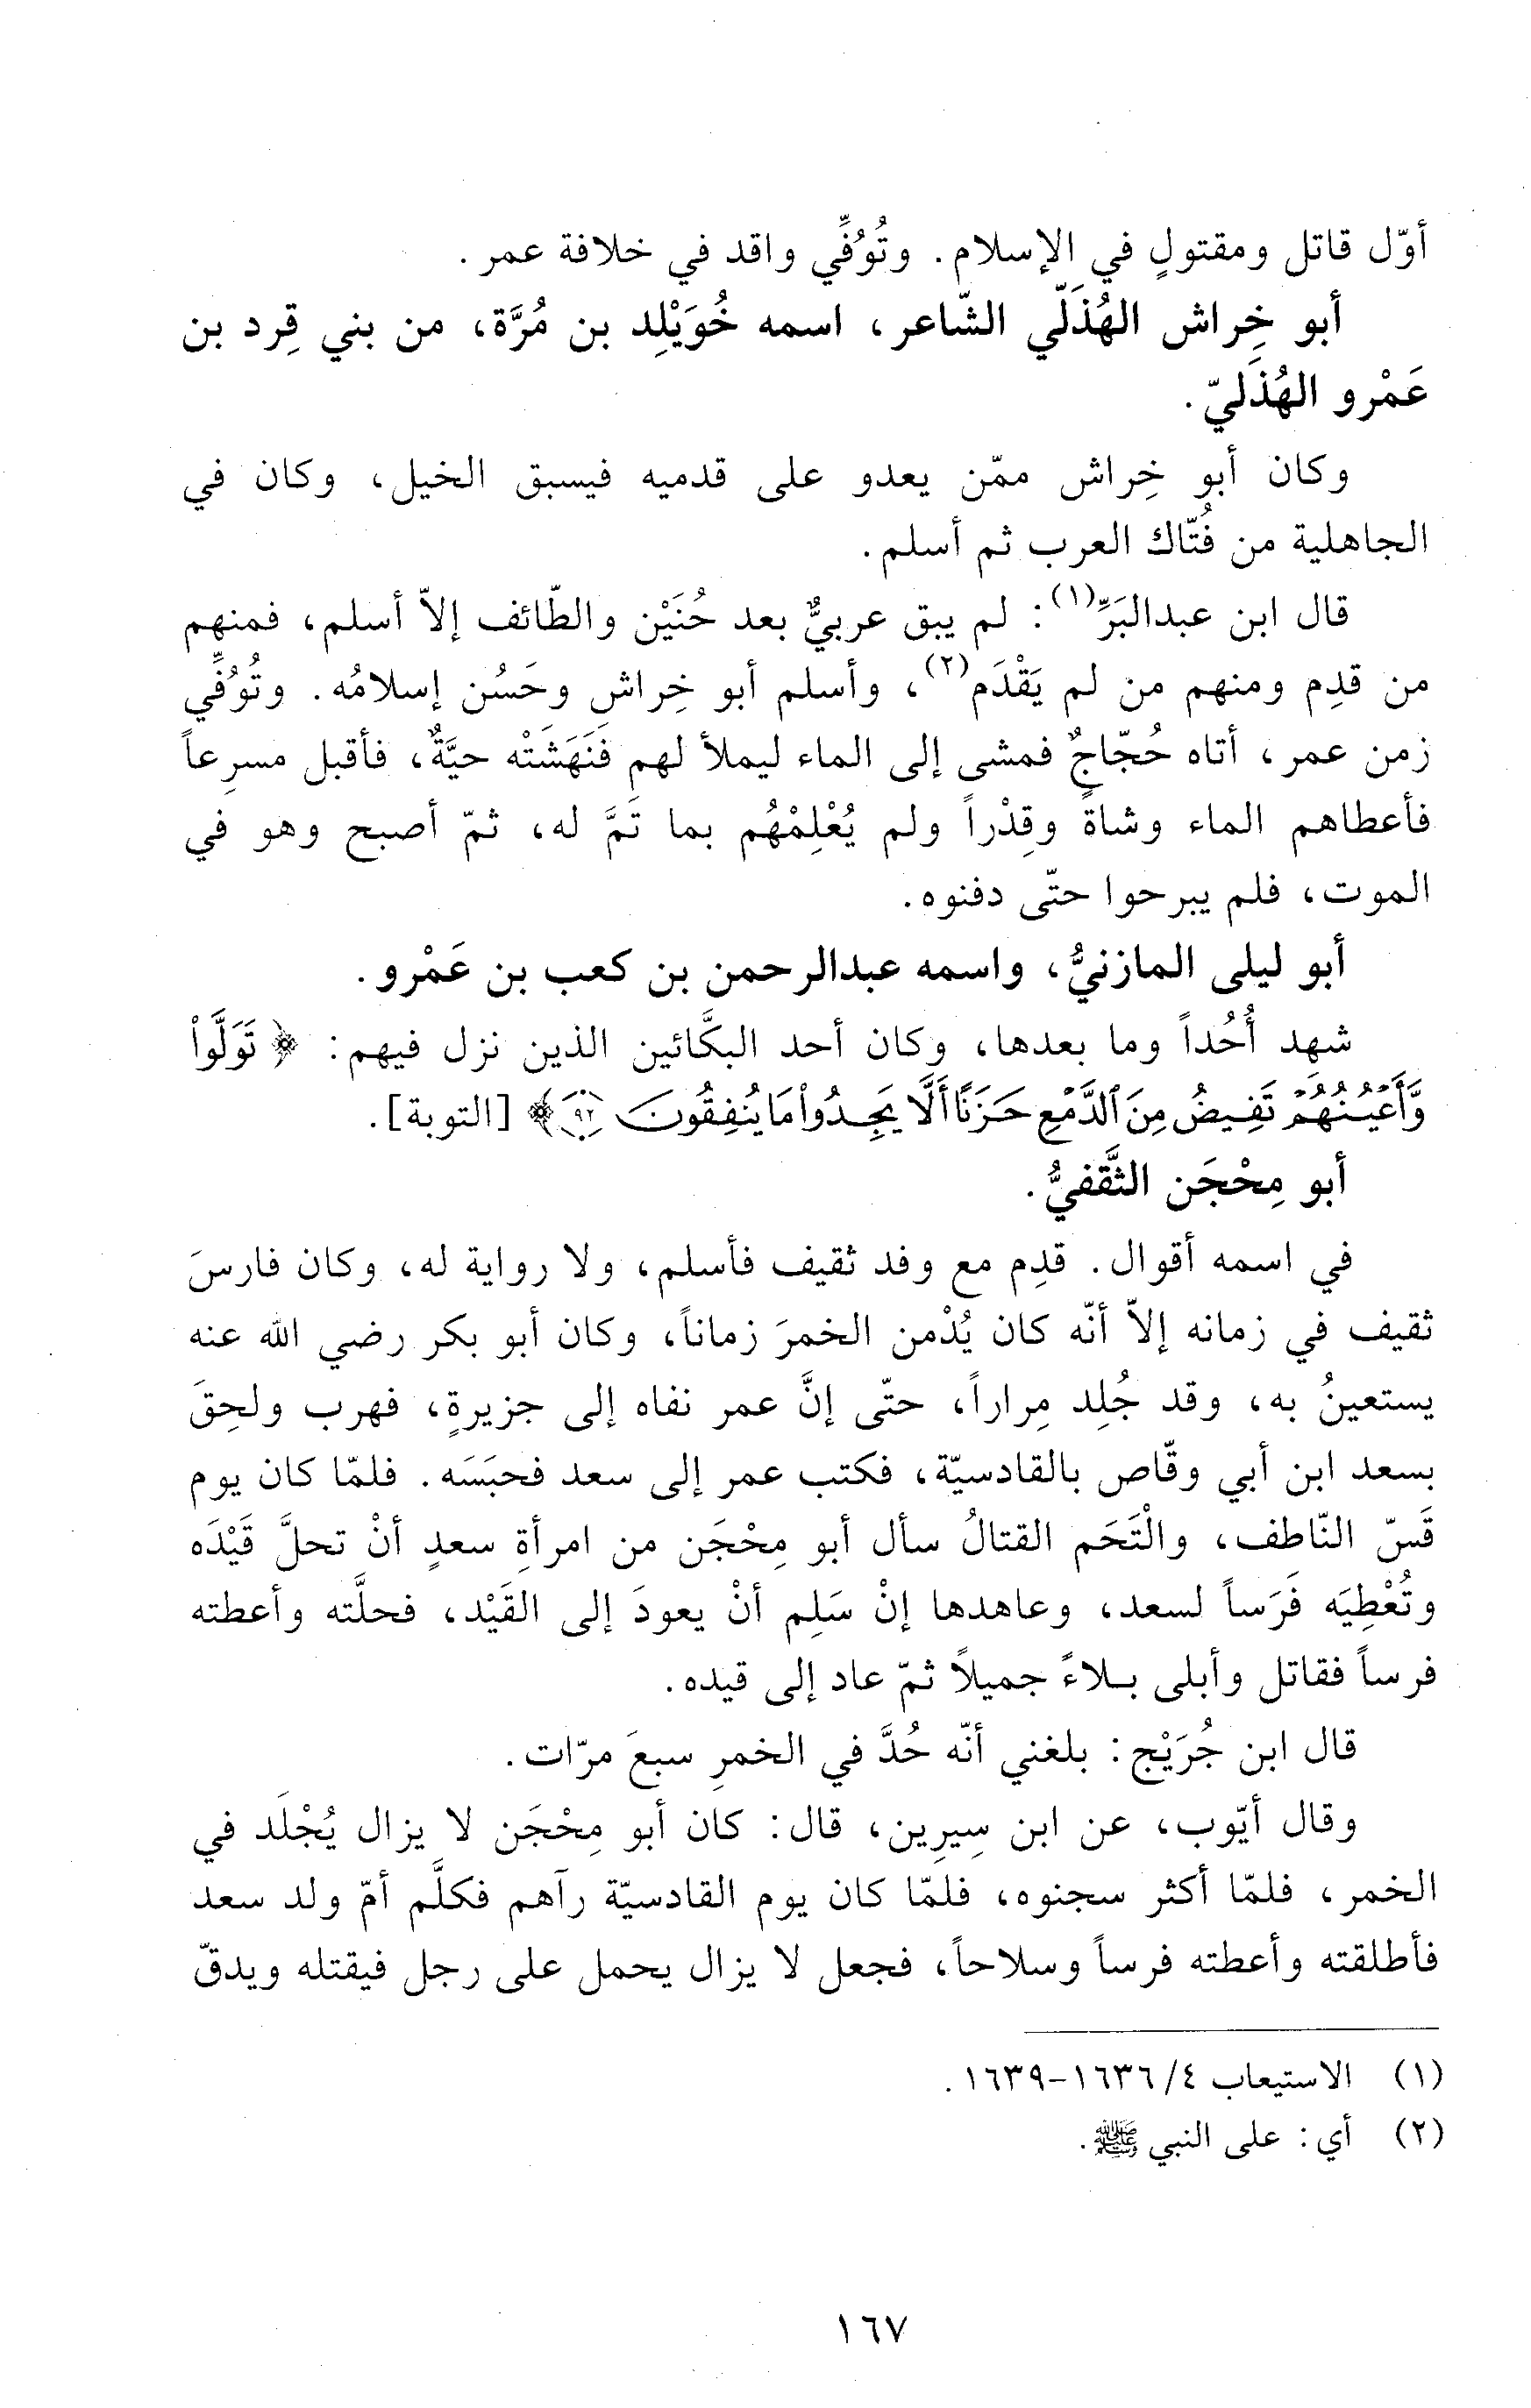 أوّل قاتل ومقتولٍ في الإسلام. وتُوُفِّي واقد في خلافة عمر.
أبو خِراش الهُذَلّي الشّاعر، اسمه خُوَيْلِد بن مُرَّة، من بني قِرد بن
عَمْرو الهُذَليّ.
وكان أبو خِراش ممّن يعدو على قدميه فيسبق الخيل، وكان في
الجاهلية من فُتّاك العرب ثم أسلم.
قال ابن عبدالبَرِّ(١): لم يبق عربيٌّ بعد حُنَيْن والطّائف إلاّ أسلم، فمنهم
من قدِم ومنهم من لم يَقْدَم(٢)، وأسلم أبو خِراش وحَسُن إسلامُه. وتُوُفِّي
زمن عمر، أتاه حُجّاجٌ فمشى إلى الماء ليملأ لهم فَنَهَشَتْه حيَّةٌ، فأقبل مسرِعاً
فأعطاهم الماء وشاةً وقِدْراً ولم يُعْلِمْهُم بما تَمَّ له، ثمّ أصبح وهو في
الموت، فلم يبرحوا حتّى دفنوه.
أبو ليلى المازنيُّ، واسمه عبدالرحمن بن كعب بن عَمْرو.
شهد أُحُداً وما بعدها، وكان أحد البكَّائين الذين نزل فيهم: ﴿ تَوَلَّواْ
وَّأَعْيُنُهُمْ تَفِيضُ مِنَ ٱلدَّمْعِ حَزَنًا أَلَّا يَجِدُواْ مَا يُنفِقُونَ ٩٢ ﴾ [التوبة].
أبو مِحْجَن الثَّقَفيُّ.
في اسمه أقوال. قدِم مع وفد ثقيف فأسلم، ولا رواية له، وكان فارسَ
ثقيف في زمانه إلاّ أنّه كان يُدْمن الخمرَ زماناً، وكان أبو بكر رضي الله عنه
يستعينُ به، وقد جُلِد مِراراً، حتّى إنَّ عمر نفاه إلى جزيرةٍ، فهرب ولحِقَ
بسعد ابن أبي وقّاص بالقادسيّة، فكتب عمر إلى سعد فحبَسَه. فلمّا كان يوم
قَسّ النّاطف، والْتَحَم القتالُ سأل أبو مِحْجَن من امرأةِ سعدٍ أنْ تحلَّ قَيْدَه
وتُعْطِيَه فَرَساً لسعد، وعاهدها إنْ سَلِم أنْ يعودَ إلى القَيْد، فحلَّته وأعطته
فرساً فقاتل وأبلى بلاءً جميلاً ثمّ عاد إلى قيده.
قال ابن جُرَيْج: بلغني أنّه حُدَّ في الخمرِ سبعَ مرّات.
وقال أيّوب، عن ابن سِيرِين، قال: كان أبو مِحْجَن لا يزال يُجْلَد في
الخمر، فلمّا أكثر سجنوه، فلمّا كان يوم القادسيّة رآهم فكلَّم أمّ ولد سعد
فأطلقته وأعطته فرساً وسلاحاً، فجعل لا يزال يحمل على رجل فيقتله ويدقّ
(١) الاستيعاب ٤/ ١٦٣٦-١٦٣٩.
(٢) أي: على النبي ﷺ.
١٦٧